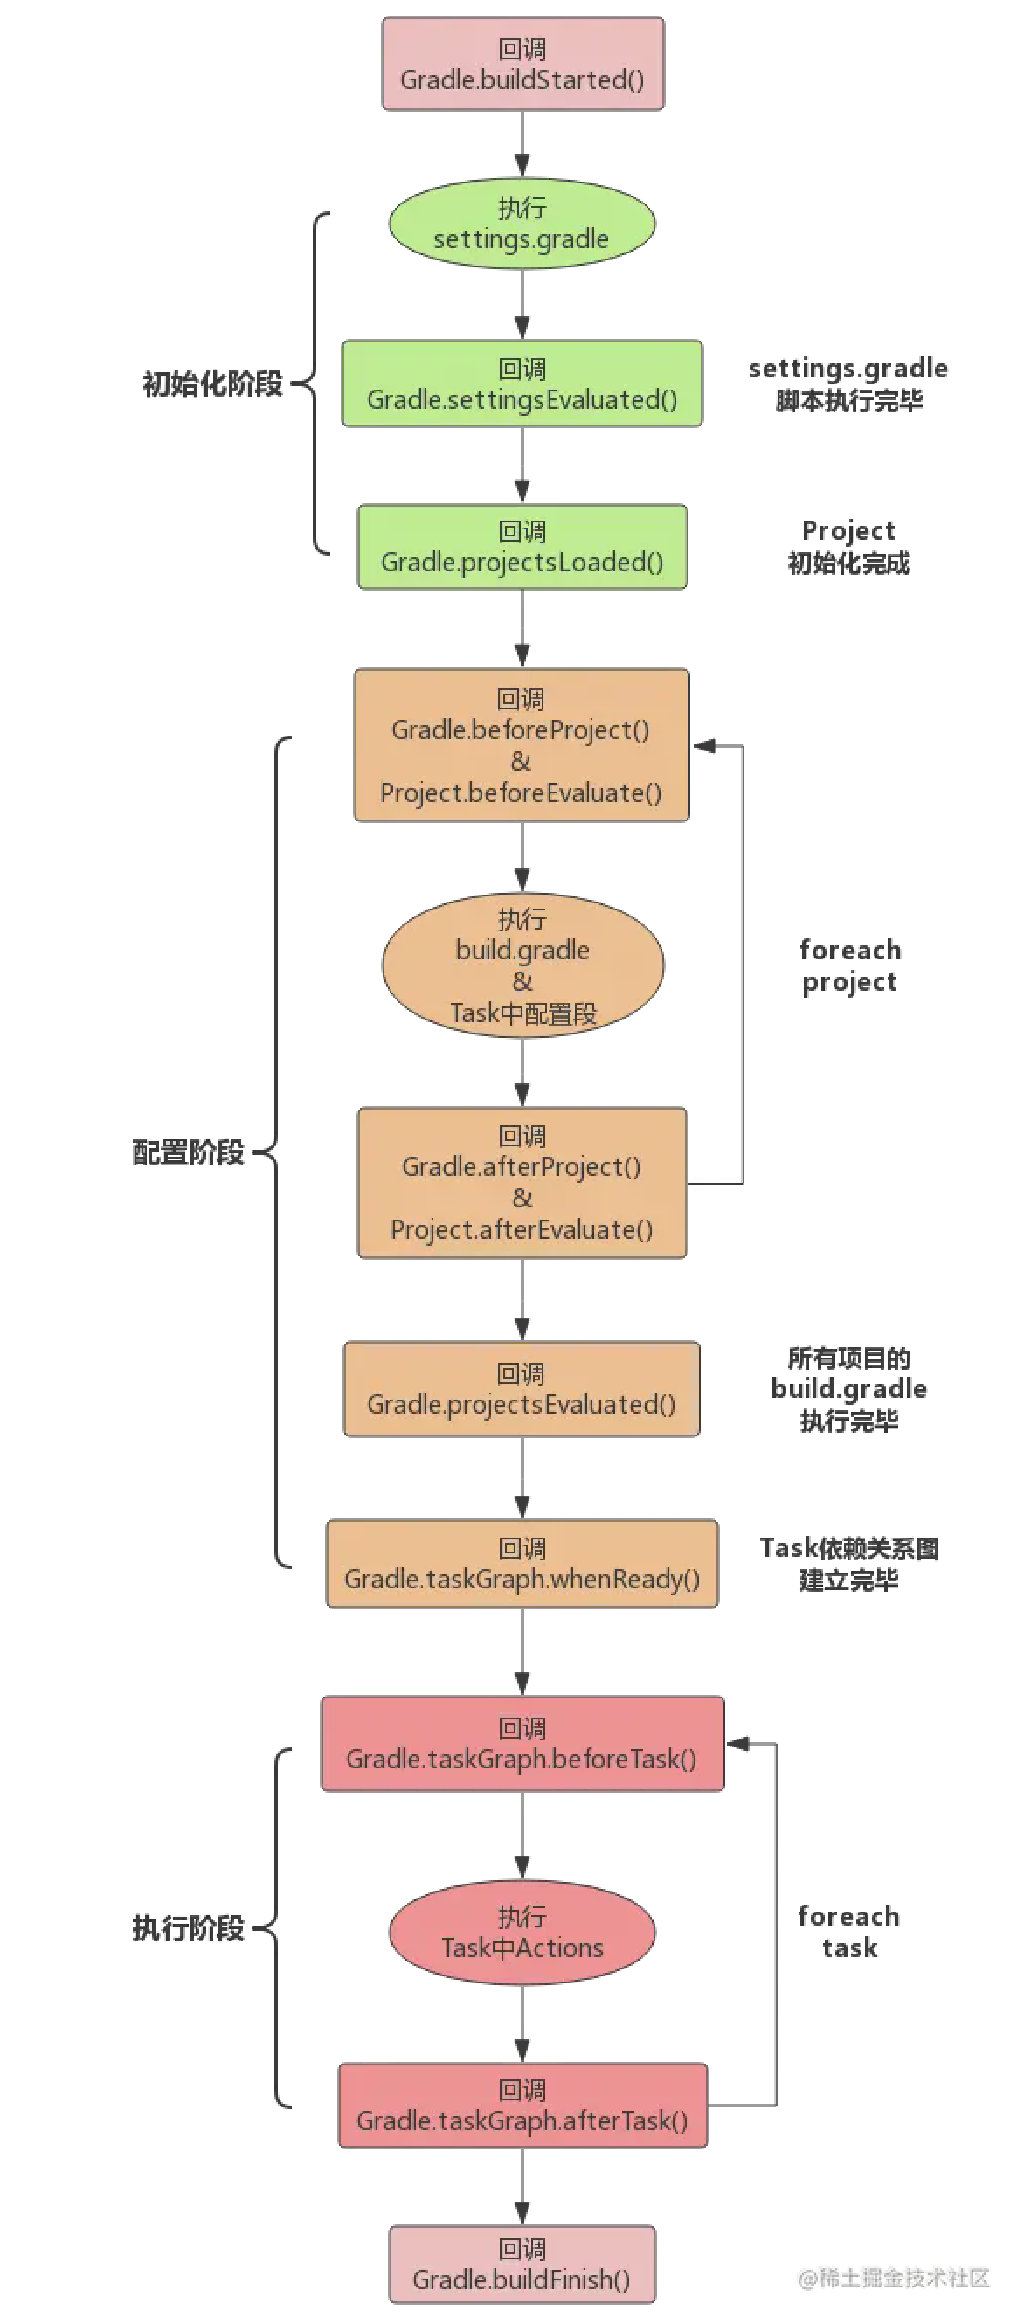 回调
Gradle.buildStarted()
执行
settings.gradle
初始化阶段
回调
Gradle.settingsEvaluated()
settings.gradle
脚本执行完毕
回调
Gradle.projectsLoaded()
Project
初始化完成
回调
Gradle.beforeProject()
&
Project.beforeEvaluate()
执行
build.gradle
&
Task中配置段
foreach
project
配置阶段
回调
Gradle.afterProject()
&
Project.afterEvaluate()
回调
Gradle.projectsEvaluated()
所有项目的
build.gradle
执行完毕
回调
Gradle.taskGraph.whenReady()
Task依赖关系图
建立完毕
回调
Gradle.taskGraph.beforeTask()
执行阶段
执行
Task中Actions
foreach
task
回调
Gradle.taskGraph.afterTask()
回调
Gradle.buildFinish()
@稀土掘金技术社区